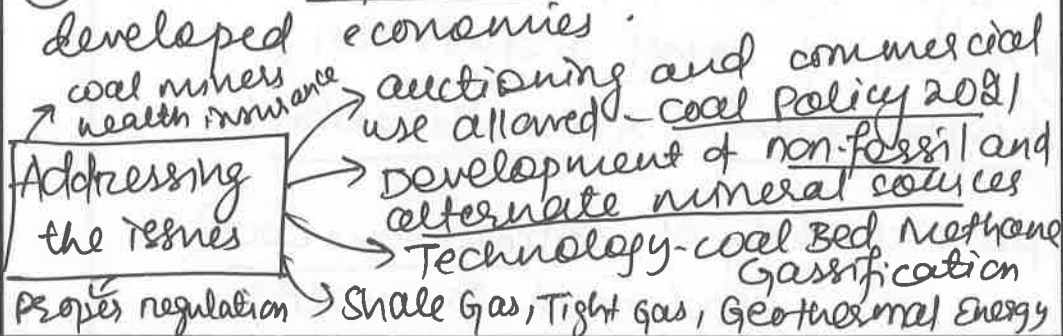 developed economies.
coal miners
health insurance
auctioning and commercial
use allowed - coal Policy 2021
Addressing
the issues
Development of non-fossil and
alternate mineral sources
Technology - coal Bed Methane
Gassification
Proper regulation
Shale Gas, Tight Gas, Geothermal Energy